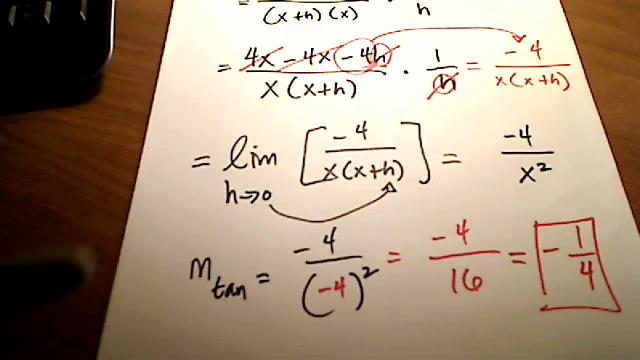 = (x+h)(x) h
= 4x - 4x - 4h / x(x+h) · 1/h = -4 / x(x+h)
= lim h→0 [ -4 / x(x+h) ] = -4 / x²
m tan = -4 / (-4)² = -4 / 16 = -1/4